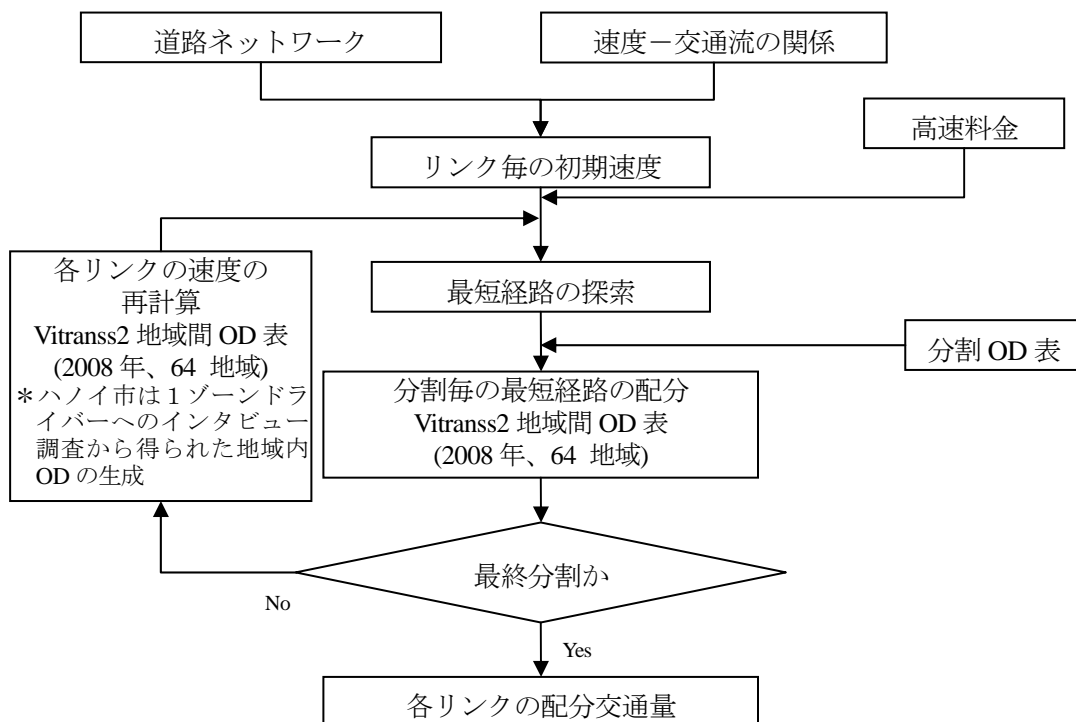 道路ネットワーク
速度－交通流の関係
高速料金
リンク毎の初期速度
各リンクの速度の
再計算
Vitranss2 地域間 OD 表
(2008 年、64 地域)
＊ハノイ市は１ゾーンドラ
イバーへのインタビュー
調査から得られた地域内
OD の生成
最短経路の探索
分割 OD 表
分割毎の最短経路の配分
Vitranss2 地域間 OD 表
(2008 年、64 地域)
最終分割か
No
Yes
各リンクの配分交通量